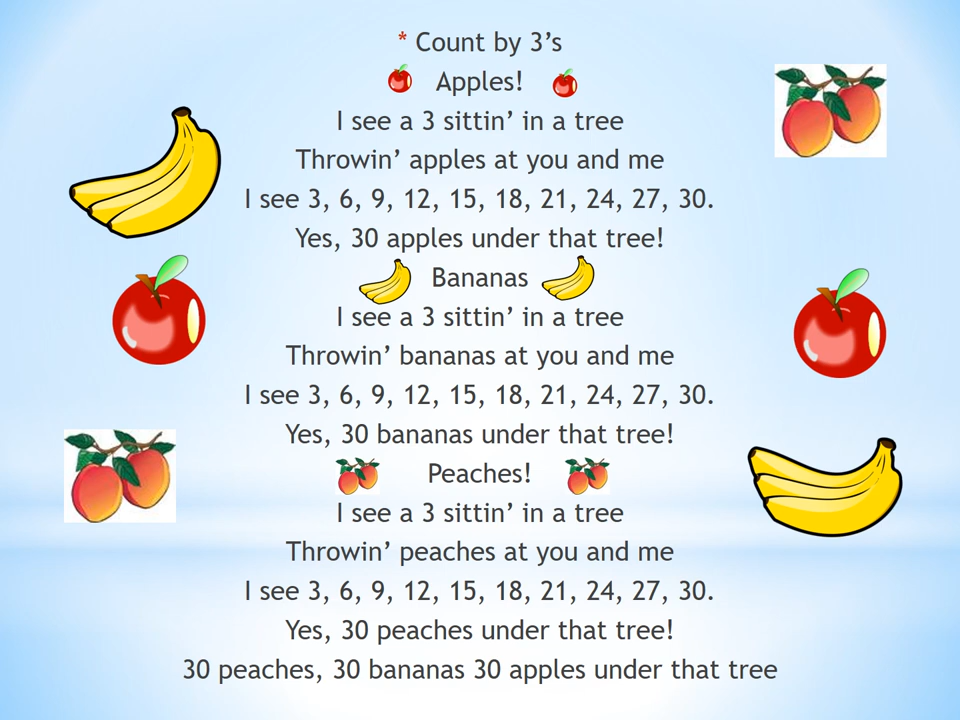 * Count by 3’s
Apples!
I see a 3 sittin’ in a tree
Throwin’ apples at you and me
I see 3, 6, 9, 12, 15, 18, 21, 24, 27, 30.
Yes, 30 apples under that tree!
Bananas
I see a 3 sittin’ in a tree
Throwin’ bananas at you and me
I see 3, 6, 9, 12, 15, 18, 21, 24, 27, 30.
Yes, 30 bananas under that tree!
Peaches!
I see a 3 sittin’ in a tree
Throwin’ peaches at you and me
I see 3, 6, 9, 12, 15, 18, 21, 24, 27, 30.
Yes, 30 peaches under that tree!
30 peaches, 30 bananas 30 apples under that tree